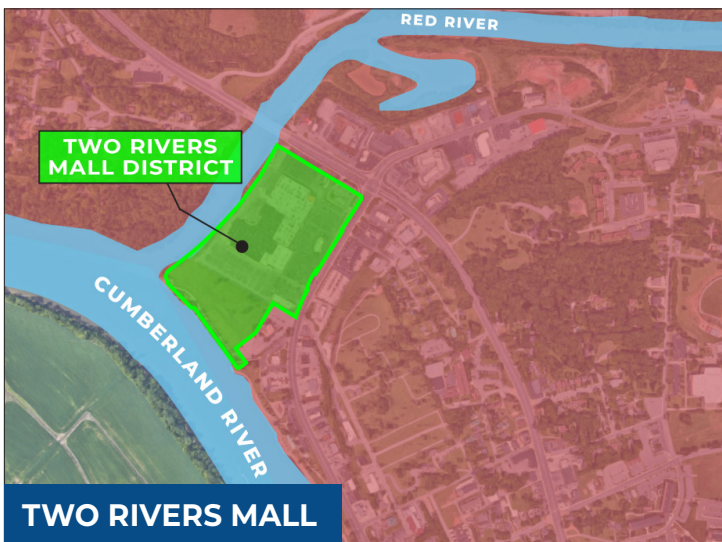 RED RIVER
TWO RIVERS
MALL DISTRICT
CUMBERLAND RIVER
TWO RIVERS MALL